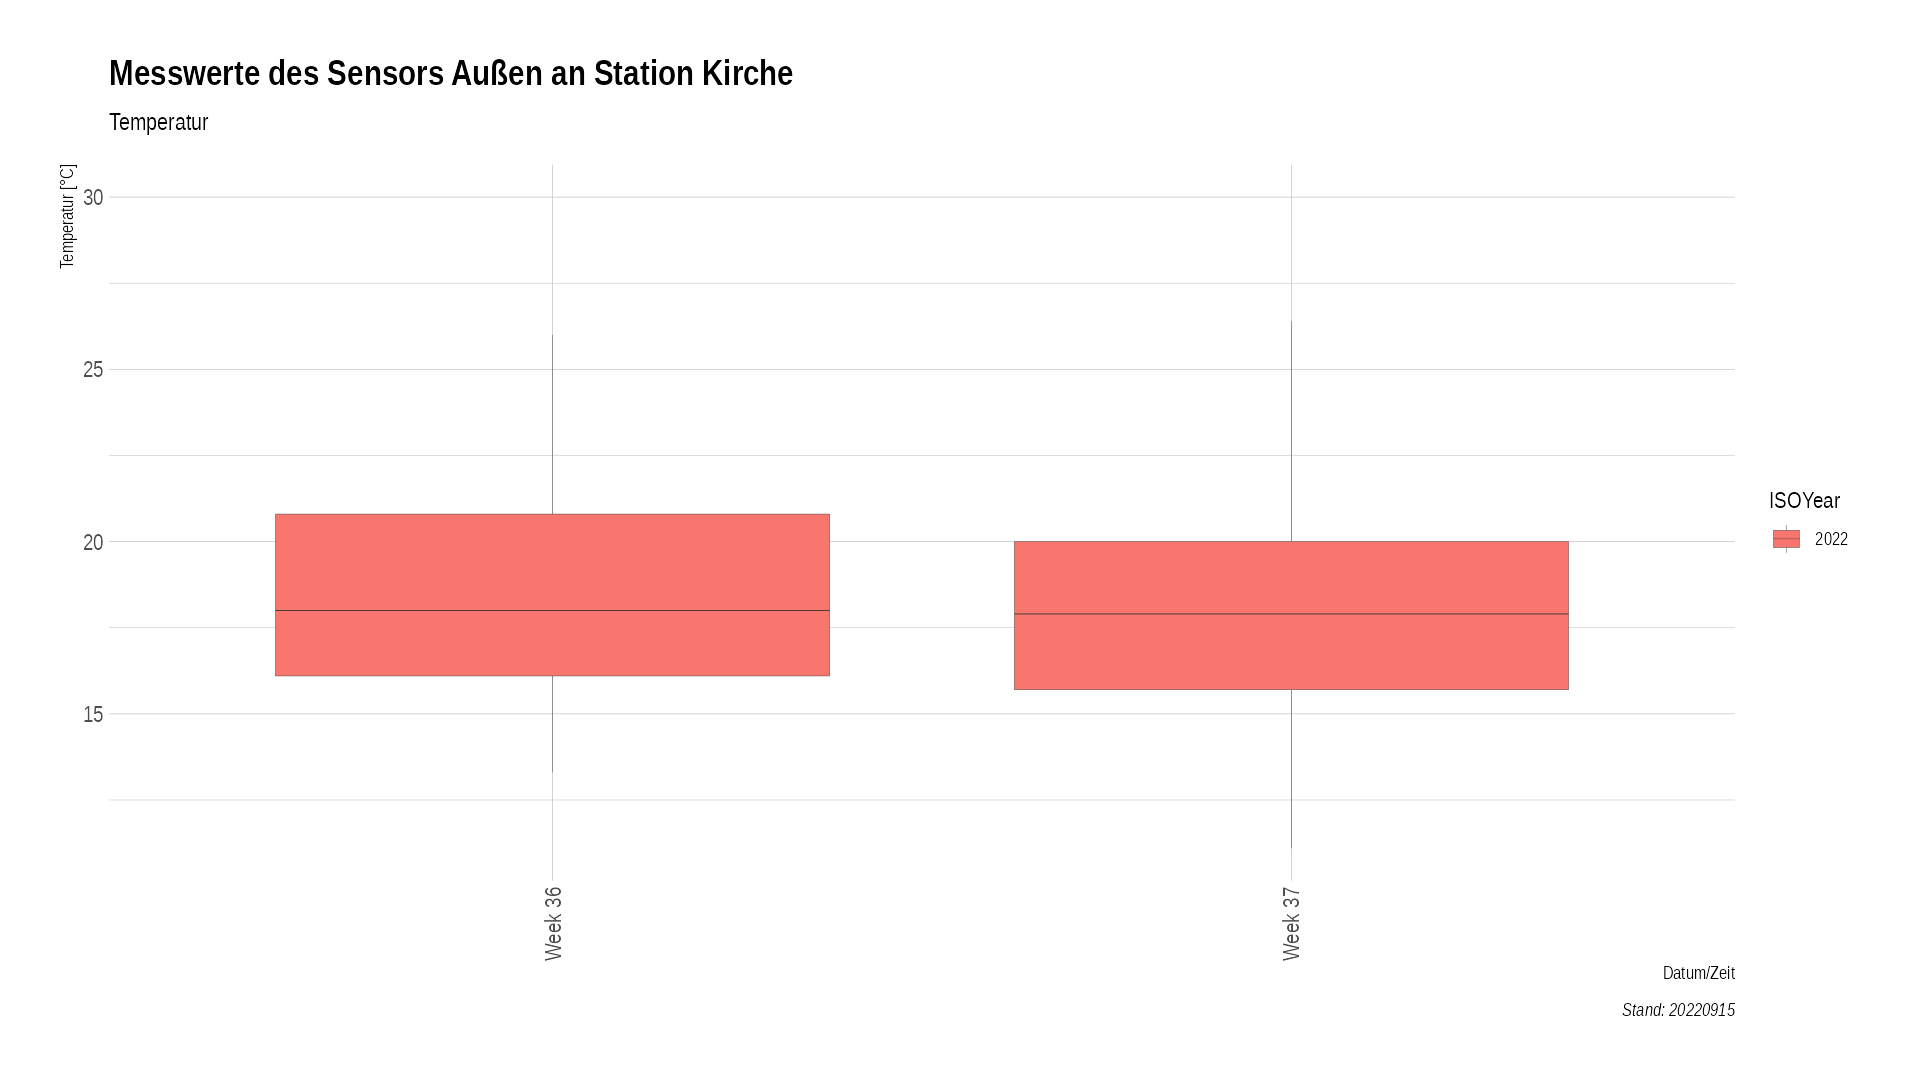 Messwerte des Sensors Außen an Station Kirche
Temperatur
Temperatur [°C]
30
25
20
15
Week 36
Week 37
Datum/Zeit
Stand: 20220915
ISOYear
2022